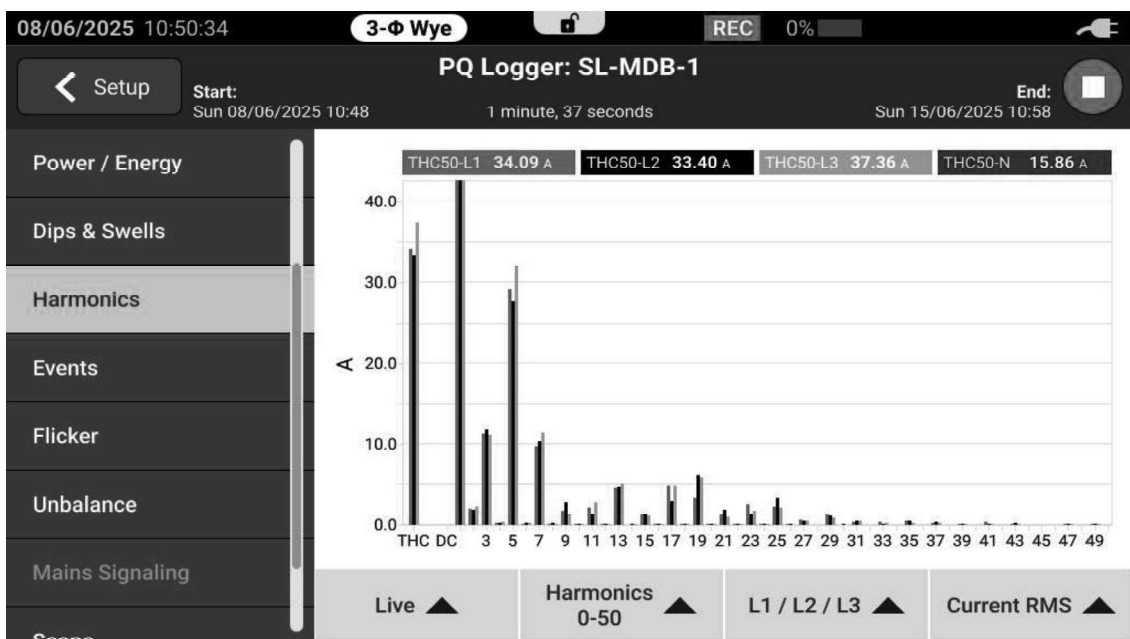 08/06/2025 10:50:34 3-Φ Wye REC 0%
Setup
PQ Logger: SL-MDB-1
Start:
Sun 08/06/2025 10:48
1 minute, 37 seconds
End:
Sun 15/06/2025 10:58
Power / Energy
Dips & Swells
Harmonics
Events
Flicker
Unbalance
Mains Signaling
THC50-L1 34.09 A THC50-L2 33.40 A THC50-L3 37.36 A THC50-N 15.86 A
40.0
30.0
A
20.0
10.0
0.0
THC DC 3 5 7 9 11 13 15 17 19 21 23 25 27 29 31 33 35 37 39 41 43 45 47 49
Live
Harmonics
0-50
L1 / L2 / L3
Current RMS